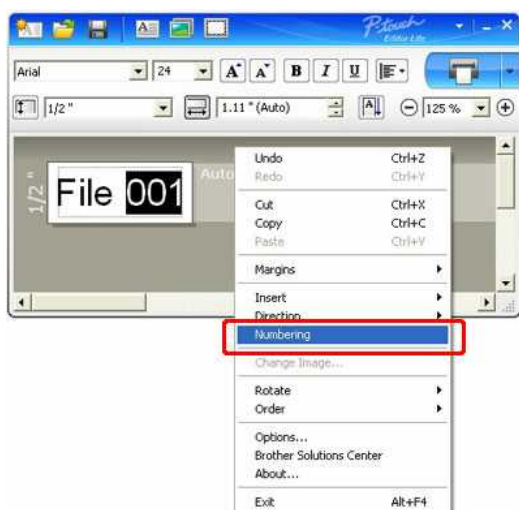 P-touch
Editor Lite
Arial 24 A A B I U
1/2 " 1.11 " (Auto) A 125 %
1/2 "
File 001
Auto
Undo Ctrl+Z
Redo Ctrl+Y
Cut Ctrl+X
Copy Ctrl+C
Paste Ctrl+V
Margins
Insert
Direction
Numbering
Change Image...
Rotate
Order
Options...
Brother Solutions Center
About...
Exit Alt+F4